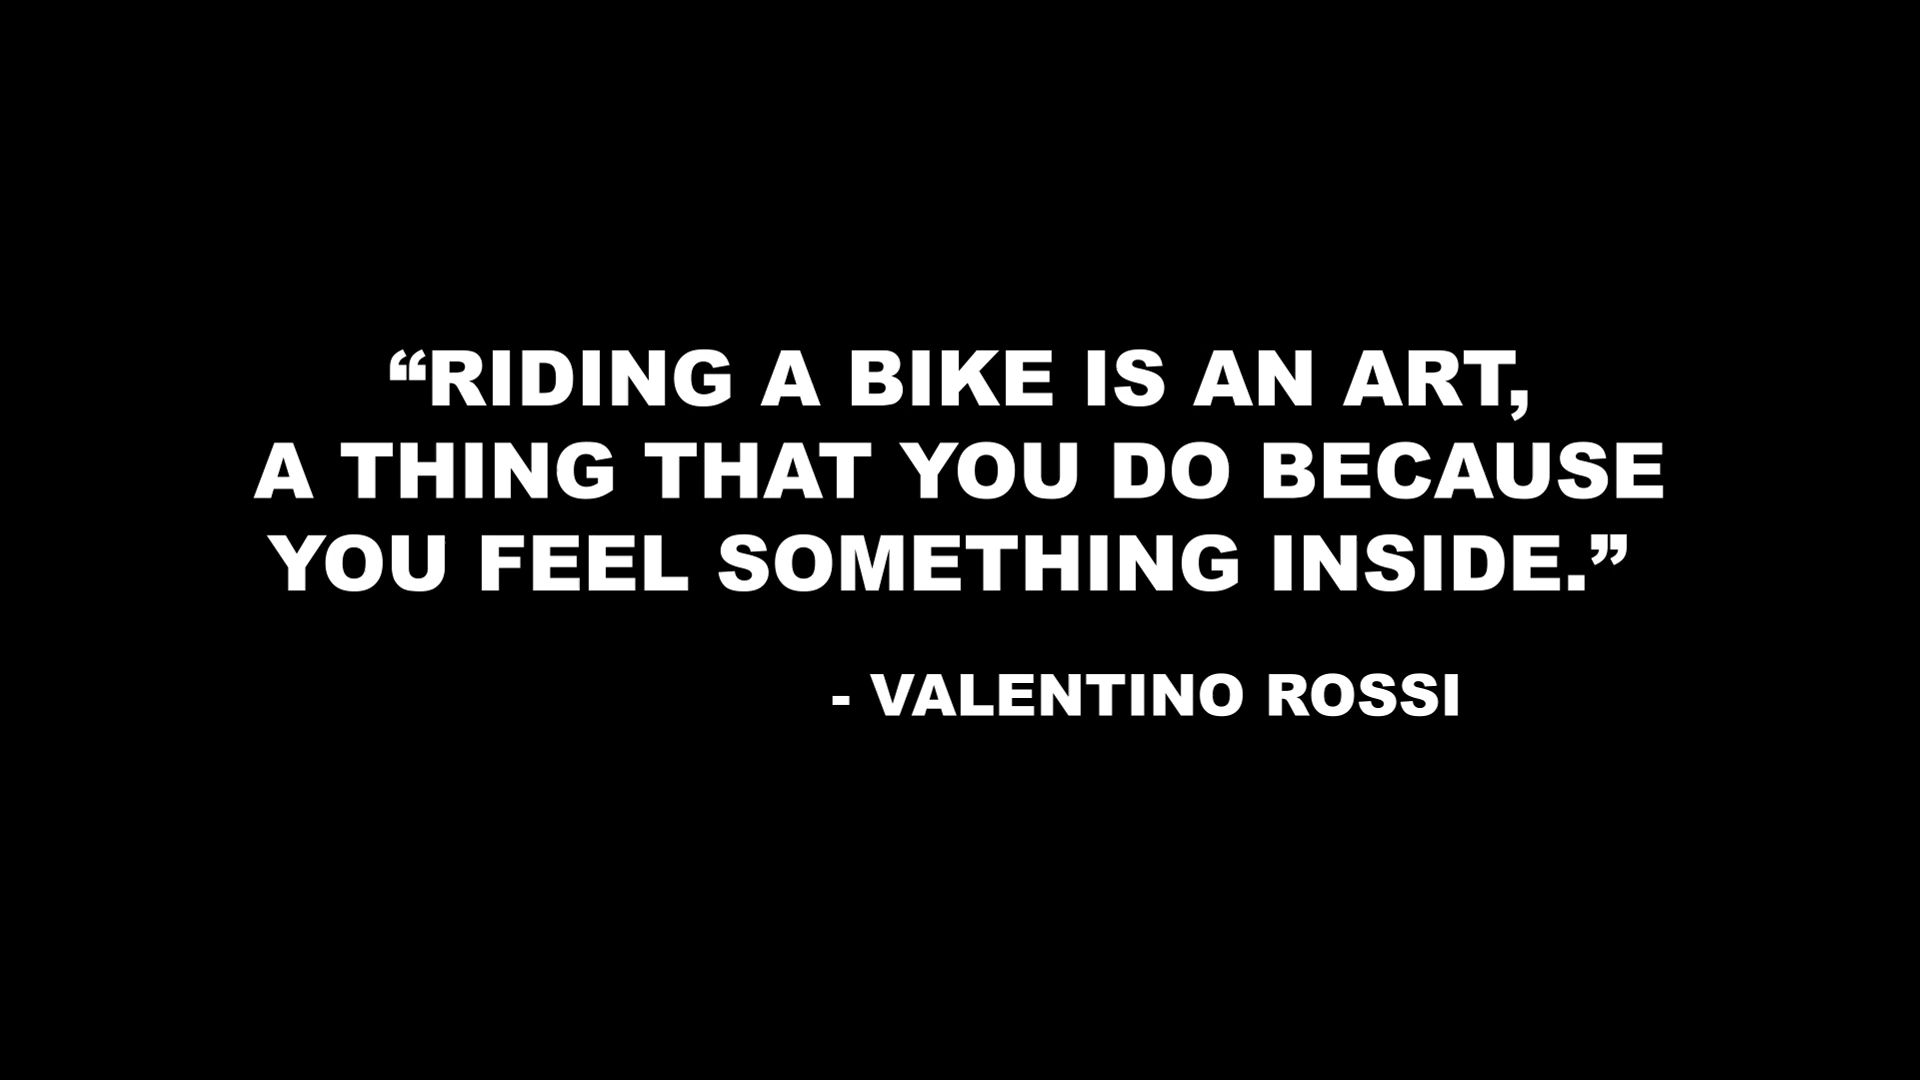 “RIDING A BIKE IS AN ART,
A THING THAT YOU DO BECAUSE
YOU FEEL SOMETHING INSIDE.”
- VALENTINO ROSSI